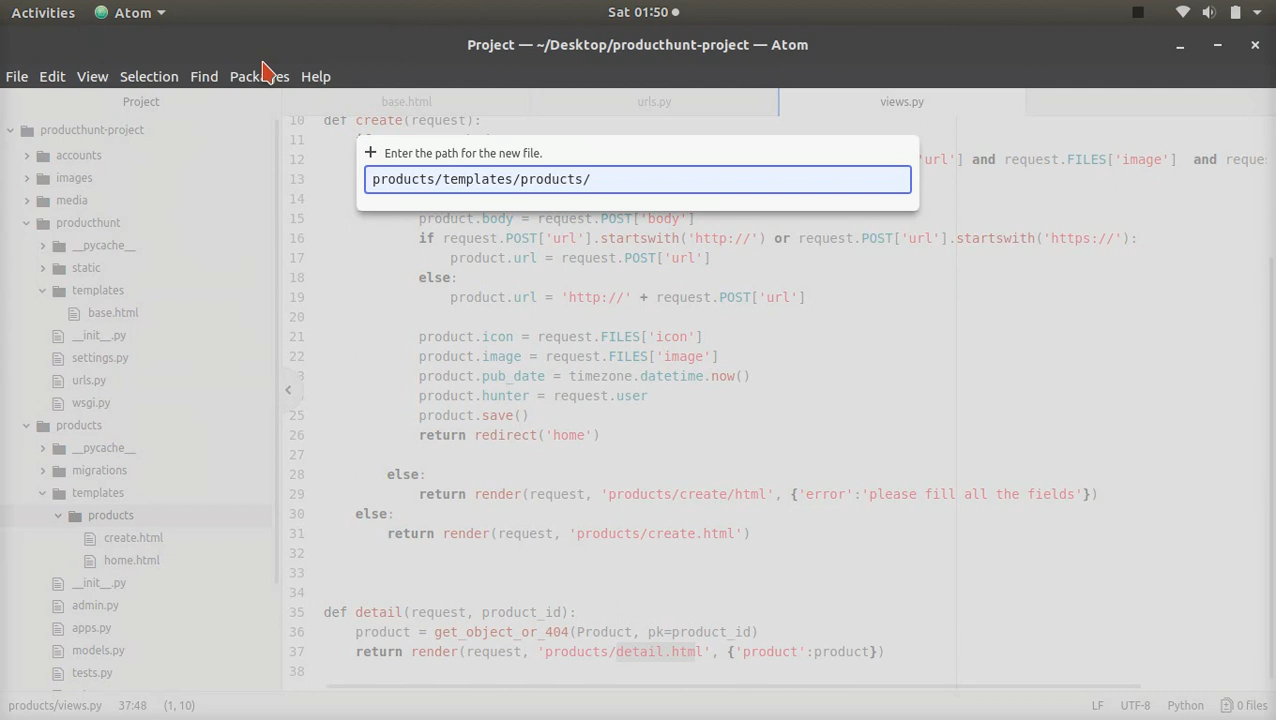 Activities Atom Sat 01:50
Project — ~/Desktop/producthunt-project — Atom
File Edit View Selection Find Packages Help
Project base.html urls.py views.py
producthunt-project
accounts
images
media
producthunt
__pycache__
static
templates
base.html
__init__.py
settings.py
urls.py
wsgi.py
products
__pycache__
migrations
templates
products
create.html
home.html
__init__.py
admin.py
apps.py
models.py
tests.py
Enter the path for the new file.
products/templates/products/
10 def create(request):
11
12 'url'] and request.FILES['image'] and reques
13
14
15 product.body = request.POST['body']
16 if request.POST['url'].startswith('http://') or request.POST['url'].startswith('https://'):
17 product.url = request.POST['url']
18 else:
19 product.url = 'http://' + request.POST['url']
20
21 product.icon = request.FILES['icon']
22 product.image = request.FILES['image']
23 product.pub_date = timezone.datetime.now()
product.hunter = request.user
25 product.save()
26 return redirect('home')
27
28 else:
29 return render(request, 'products/create/html', {'error':'please fill all the fields'})
30 else:
31 return render(request, 'products/create.html')
32
33
34
35 def detail(request, product_id):
36 product = get_object_or_404(Product, pk=product_id)
37 return render(request, 'products/detail.html', {'product':product})
38
products/views.py 37:48 (1, 10) LF UTF-8 Python 0 files